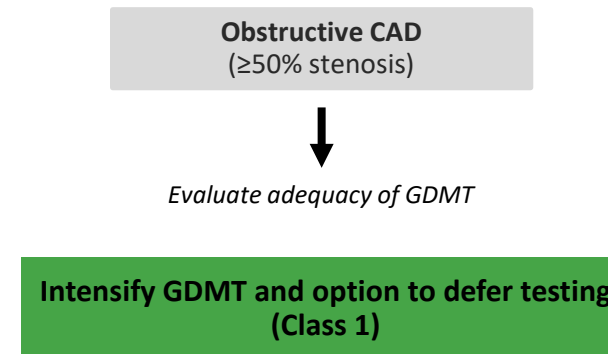 Obstructive CAD
(≥50% stenosis)
Evaluate adequacy of GDMT
Intensify GDMT and option to defer testing
(Class 1)